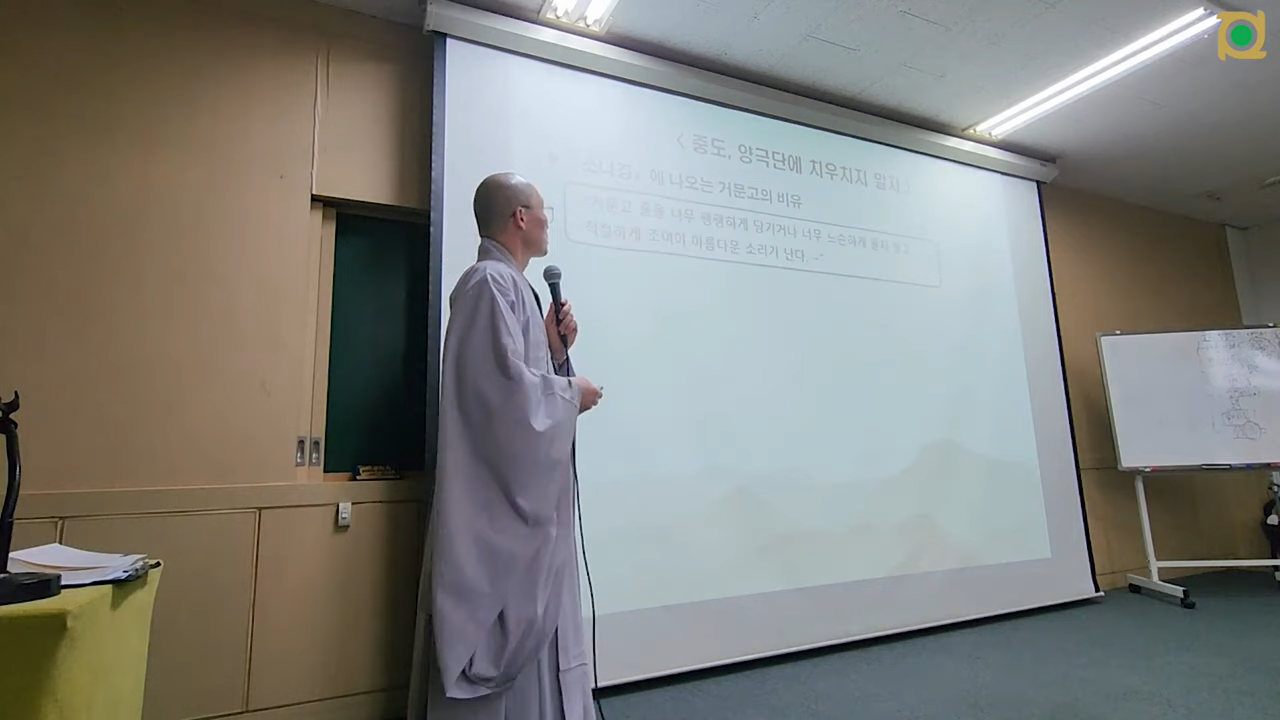 < 중도, 양극단에 치우치지 말자 >
소나경』에 나오는 거문고의 비유
"거문고 줄을 너무 팽팽하게 당기거나 너무 느슨하게 풀지 말고
적절하게 조여야 아름다운 소리가 난다. ~"